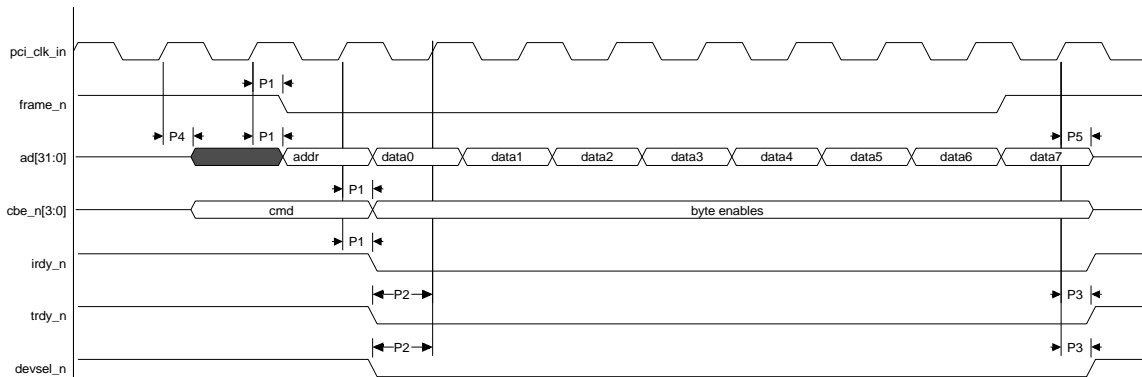 pci_clk_in
P1
frame_n
P4 P1 P5
ad[31:0] addr data0 data1 data2 data3 data4 data5 data6 data7
P1
cbe_n[3:0] cmd byte enables
P1
irdy_n
P2 P3
trdy_n
P2 P3
devsel_n